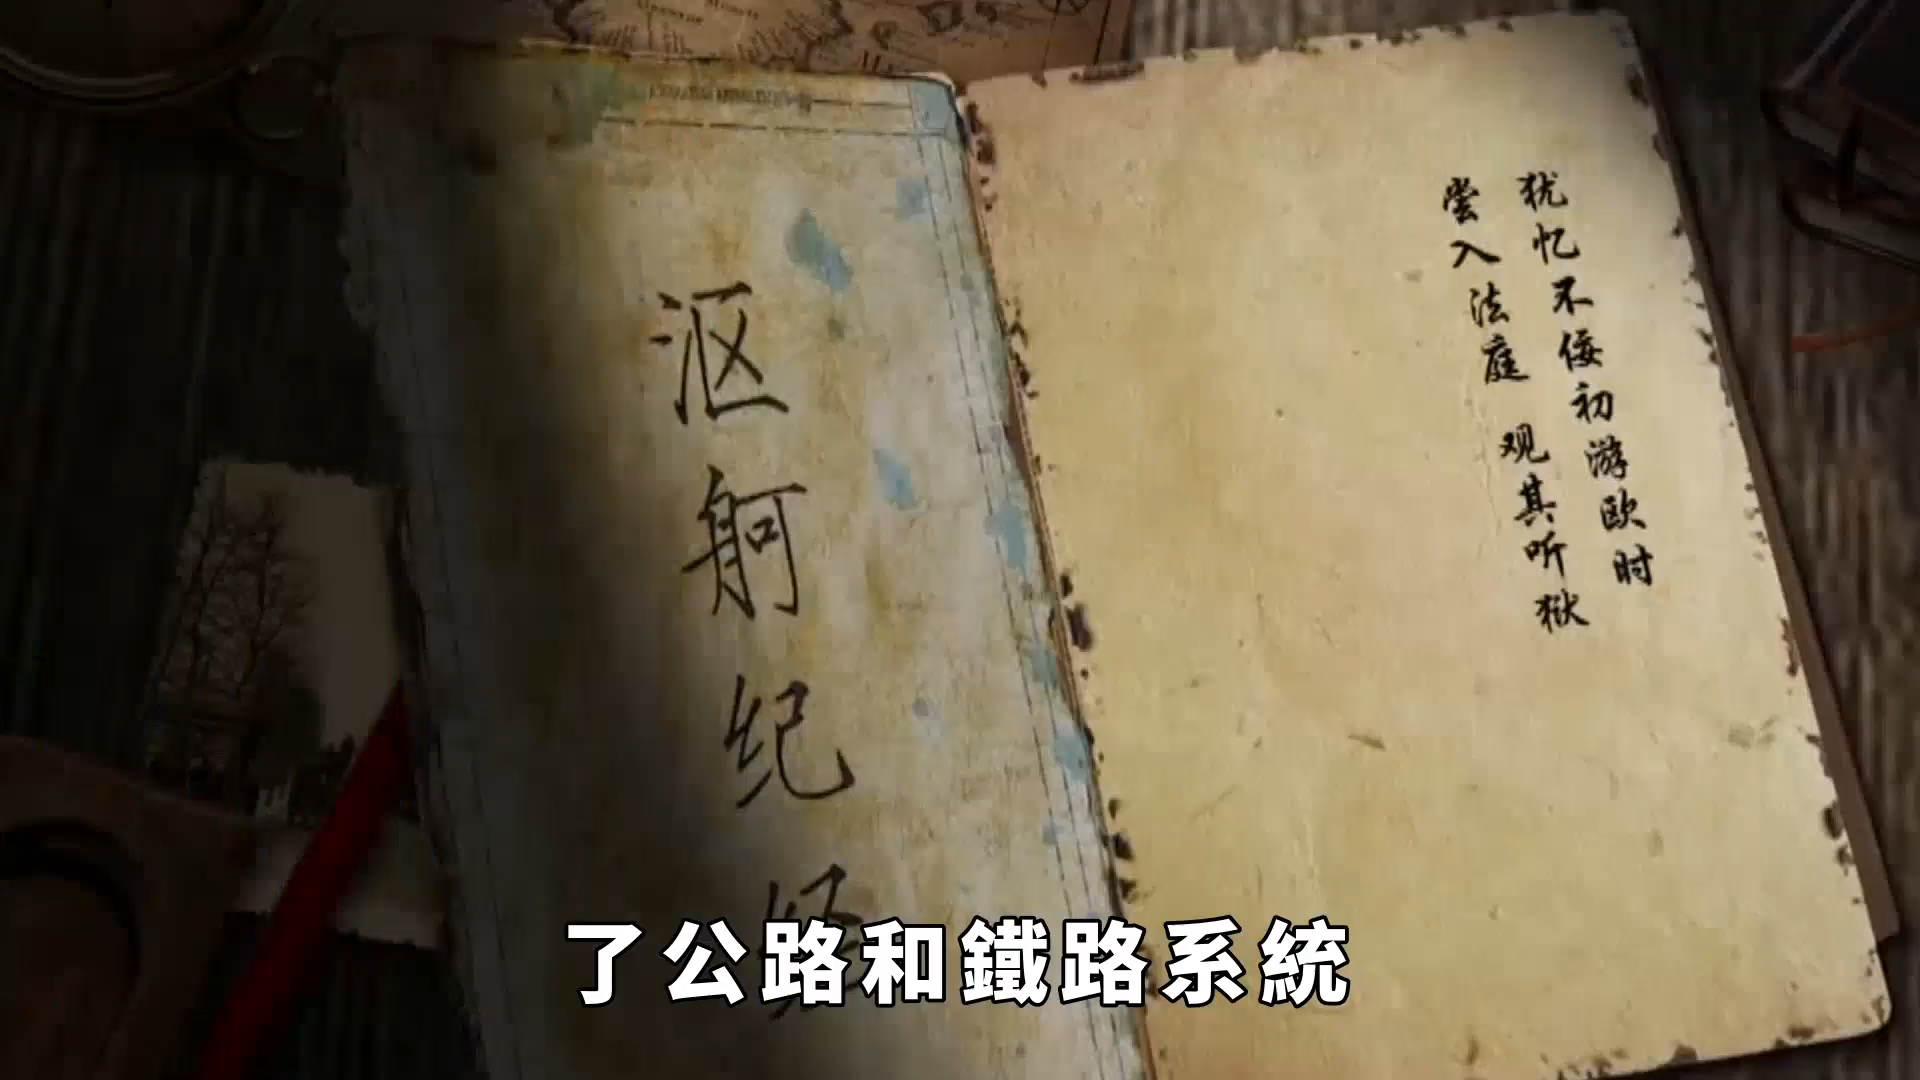 犹忆不佞初游欧时
尝入法庭 观其听狱
沤舸纪经
了公路和鐵路系統